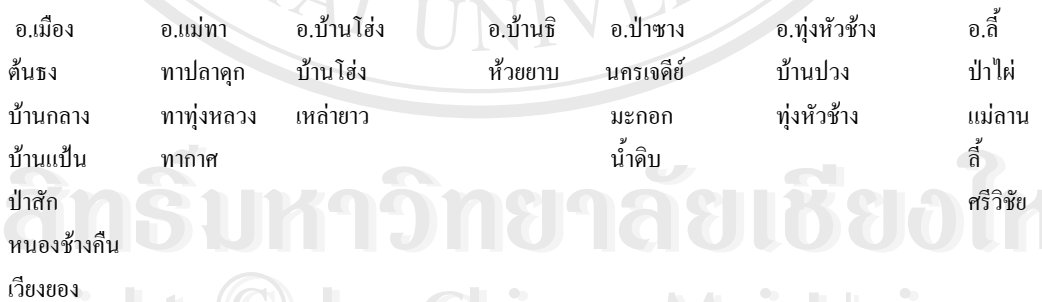 อ.เมือง อ.แม่ทา อ.บ้านโฮ่ง อ.บ้านธิ อ.ป่าซาง อ.ทุ่งหัวช้าง อ.ลี้
ต้นธง ทาปลาดุก บ้านโฮ่ง ห้วยยาบ นครเจดีย์ บ้านปวง ป่าไผ่
บ้านกลาง ทาทุ่งหลวง เหล่ายาว มะกอก ทุ่งหัวช้าง แม่ลาน
บ้านแป้น ทากาศ น้ำดิบ ลี้
ป่าสัก ศรีวิชัย
หนองช้างคืน
เวียงยอง